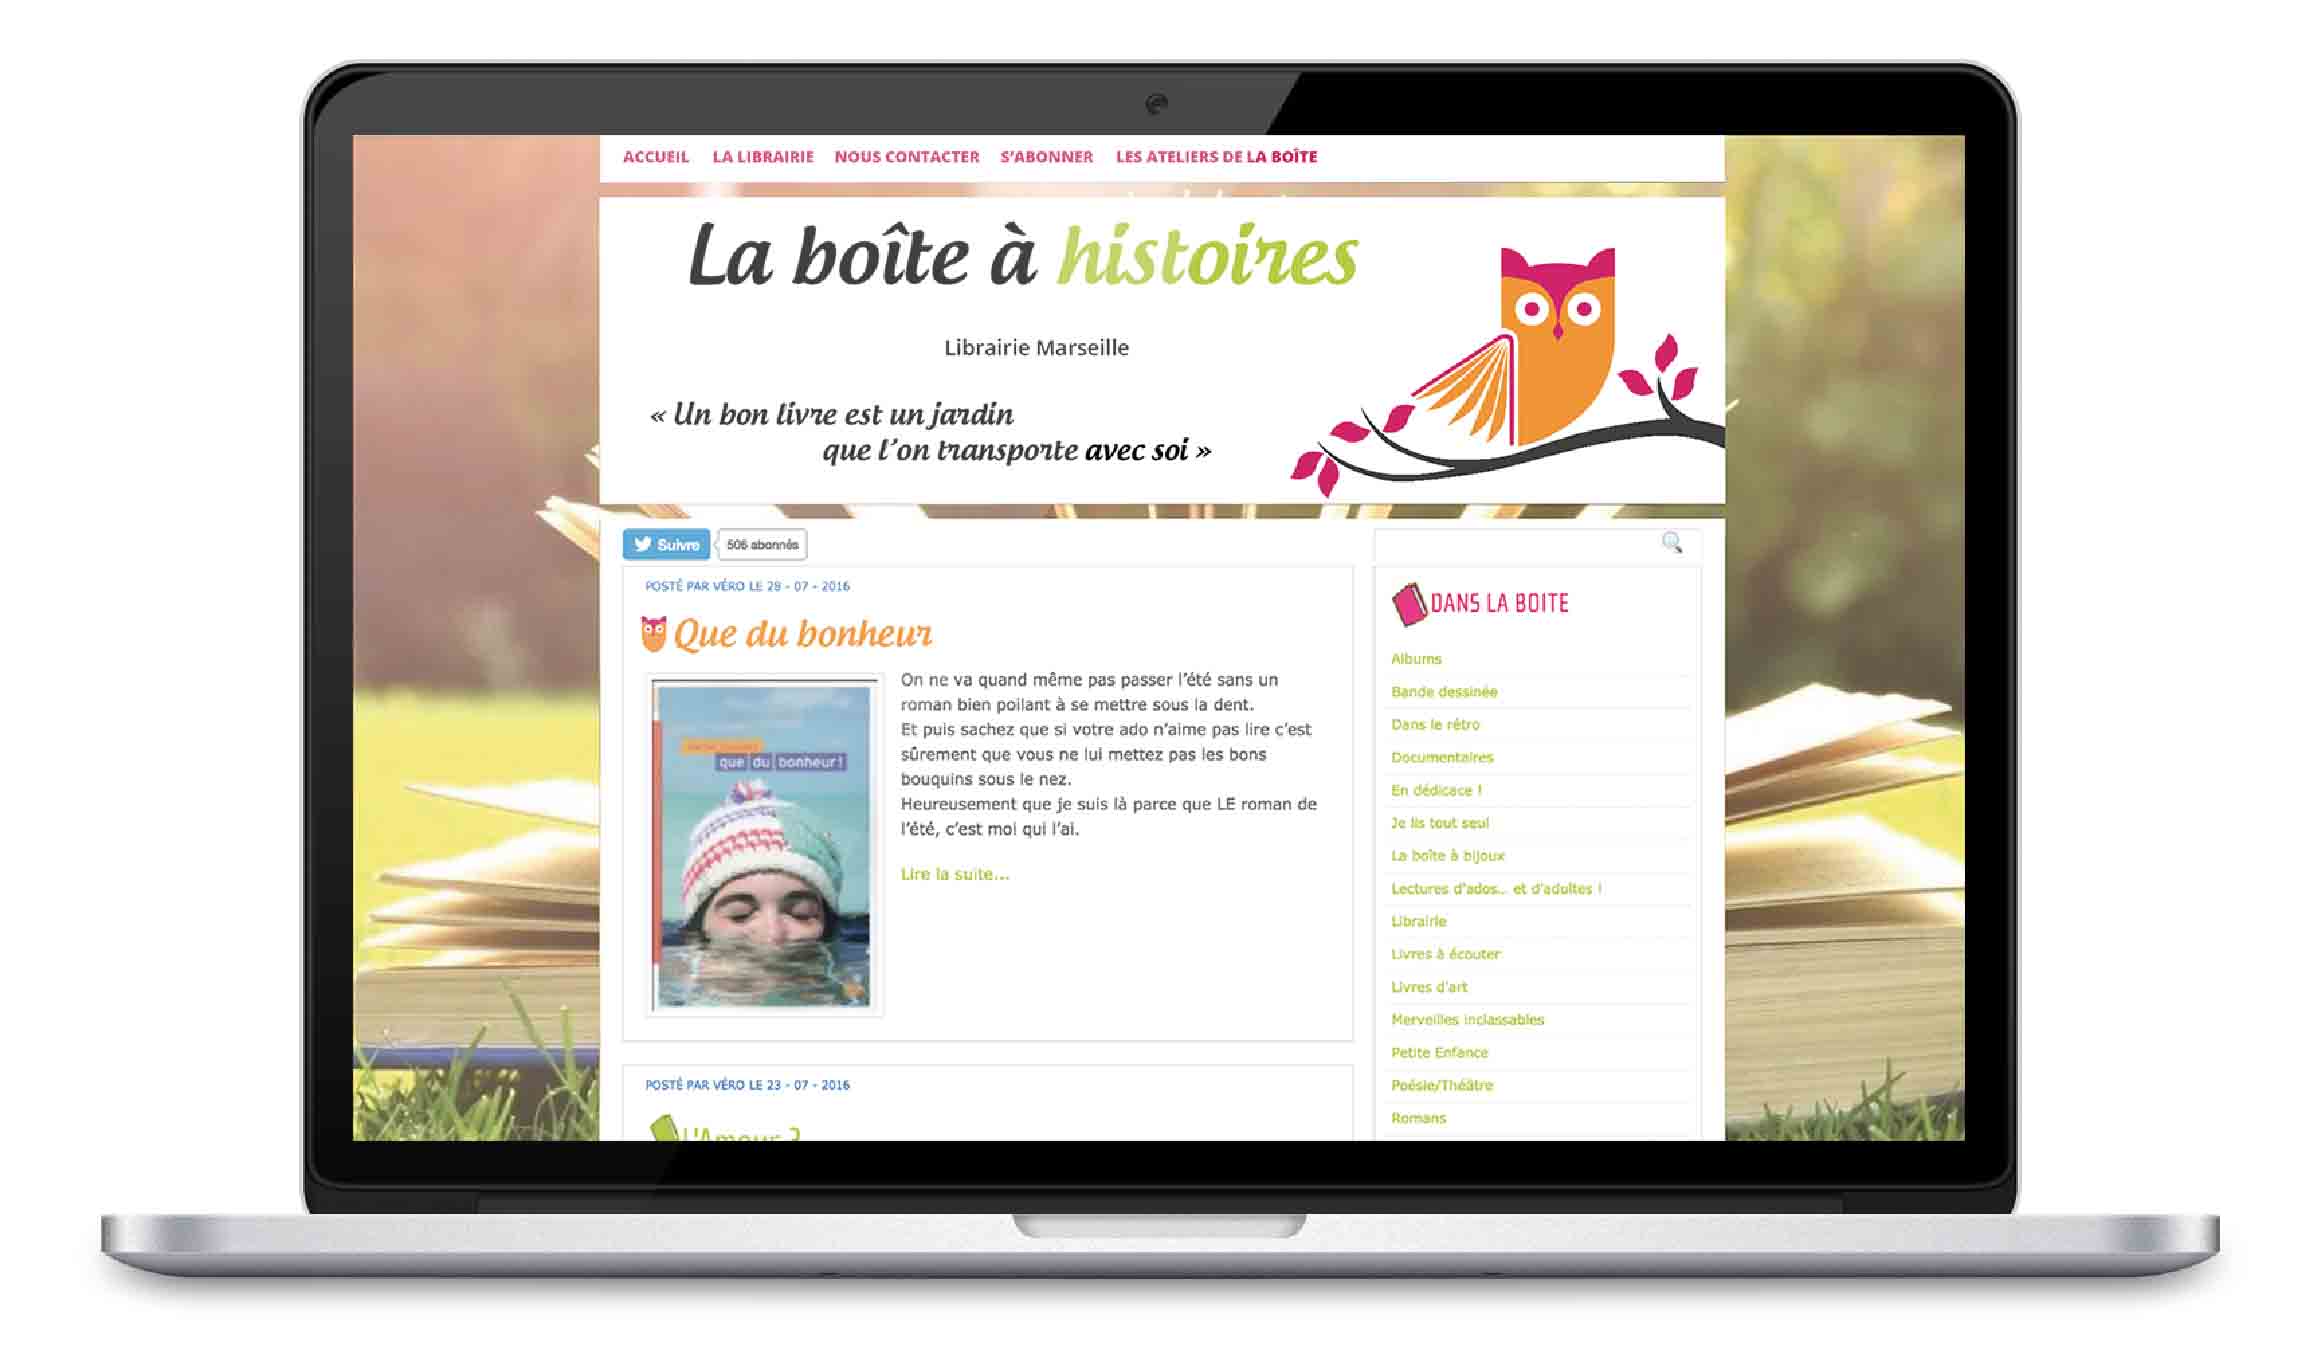 ACCUEIL LA LIBRAIRIE NOUS CONTACTER S'ABONNER LES ATELIERS DE LA BOÎTE
La boîte à histoires
Librairie Marseille
« Un bon livre est un jardin
que l'on transporte avec soi »
Suivre 506 abonnés
POSTÉ PAR VÉRO LE 28 - 07 - 2016
Que du bonheur
que du bonheur!
On ne va quand même pas passer l'été sans un
roman bien poilant à se mettre sous la dent.
Et puis sachez que si votre ado n'aime pas lire c'est
sûrement que vous ne lui mettez pas les bons
bouquins sous le nez.
Heureusement que je suis là parce que LE roman de
l'été, c'est moi qui l'ai.
Lire la suite...
POSTÉ PAR VÉRO LE 23 - 07 - 2016
L'Amour ?
DANS LA BOITE
Albums
Bande dessinée
Dans le rétro
Documentaires
En dédicace !
Je lis tout seul
La boîte à bijoux
Lectures d'ados... et d'adultes !
Librairie
Livres à écouter
Livres d'art
Merveilles inclassables
Petite Enfance
Poésie/Théâtre
Romans